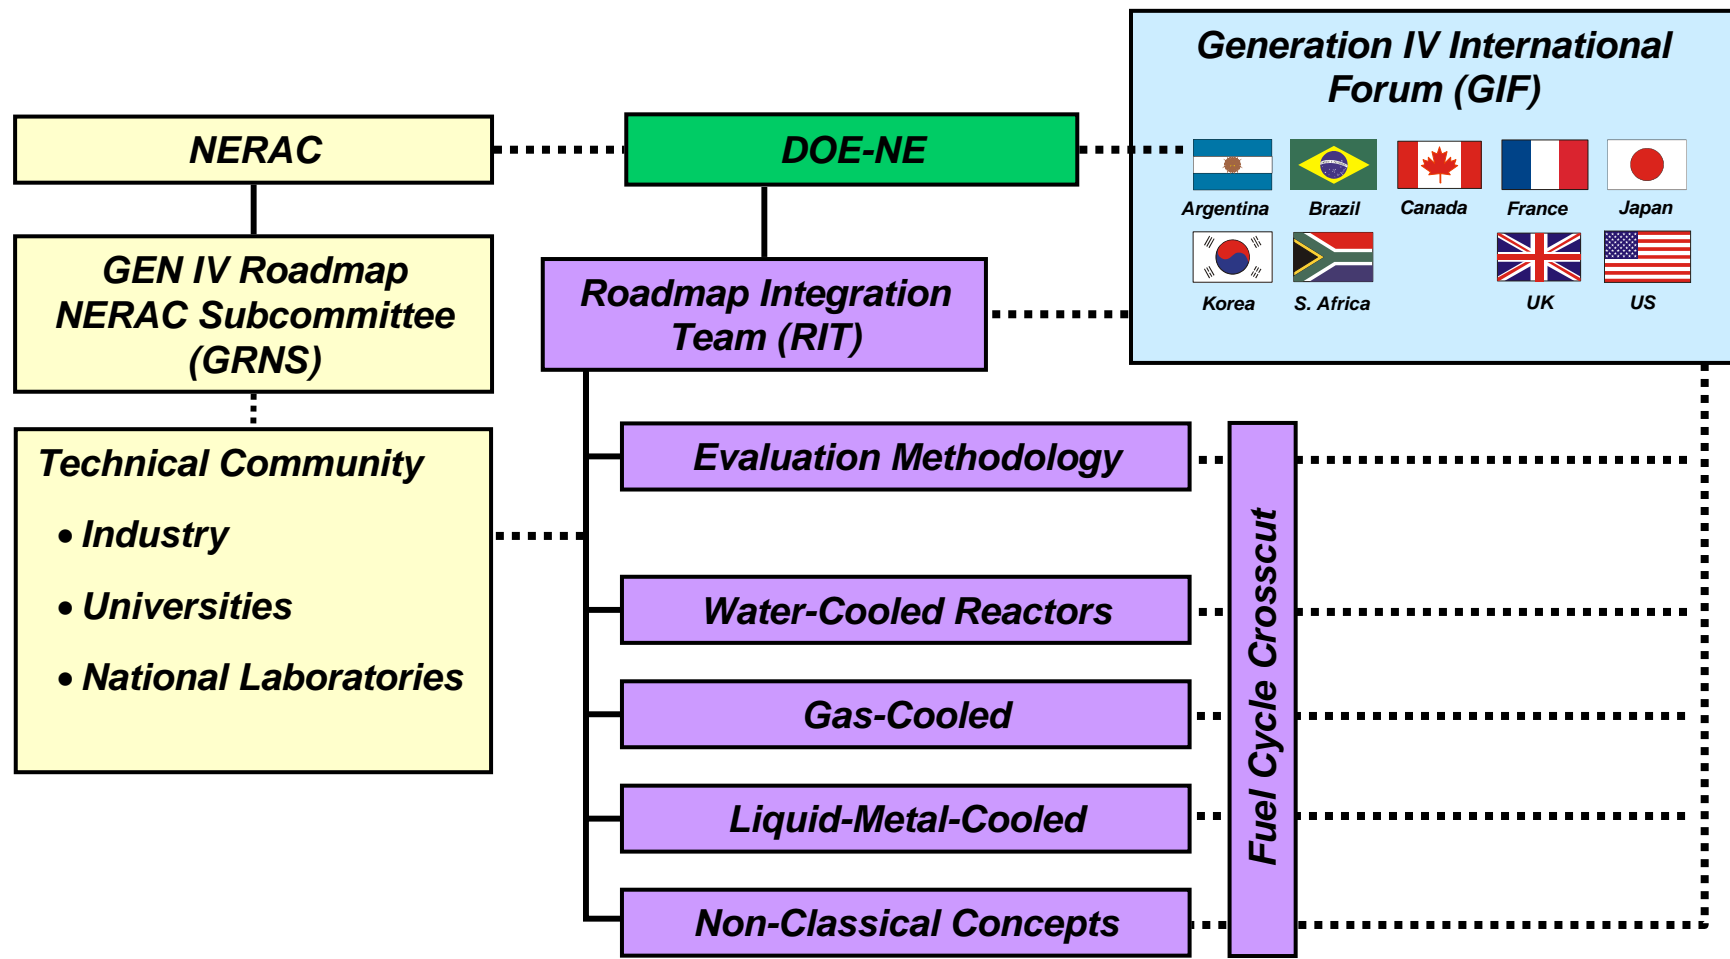 Generation IV International
Forum (GIF)
NERAC
DOE-NE
Argentina
Brazil
Canada
France
Japan
Korea
S. Africa
UK
US
GEN IV Roadmap
NERAC Subcommittee
(GRNS)
Roadmap Integration
Team (RIT)
Technical Community
• Industry
• Universities
• National Laboratories
Evaluation Methodology
Water-Cooled Reactors
Gas-Cooled
Liquid-Metal-Cooled
Non-Classical Concepts
Fuel Cycle Crosscut